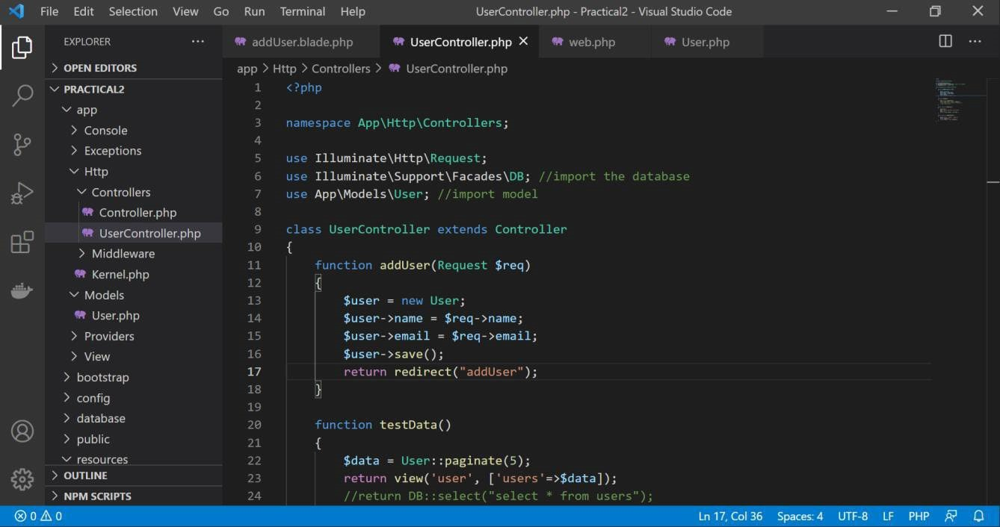 File Edit Selection View Go Run Terminal Help UserController.php - Practical2 - Visual Studio Code
EXPLORER
OPEN EDITORS
PRACTICAL2
app
Console
Exceptions
Http
Controllers
Controller.php
UserController.php
Middleware
Kernel.php
Models
User.php
Providers
View
bootstrap
config
database
public
resources
OUTLINE
NPM SCRIPTS
addUser.blade.php UserController.php web.php User.php
app > Http > Controllers > UserController.php
1 <?php
2
3 namespace App\Http\Controllers;
4
5 use Illuminate\Http\Request;
6 use Illuminate\Support\Facades\DB; //import the database
7 use App\Models\User; //import model
8
9 class UserController extends Controller
10 {
11     function addUser(Request $req)
12     {
13         $user = new User;
14         $user->name = $req->name;
15         $user->email = $req->email;
16         $user->save();
17         return redirect("addUser");
18     }
19
20     function testData()
21     {
22         $data = User::paginate(5);
23         return view('user', ['users'=>$data]);
24         //return DB::select("select * from users");
0 0 Ln 17, Col 36 Spaces: 4 UTF-8 LF PHP